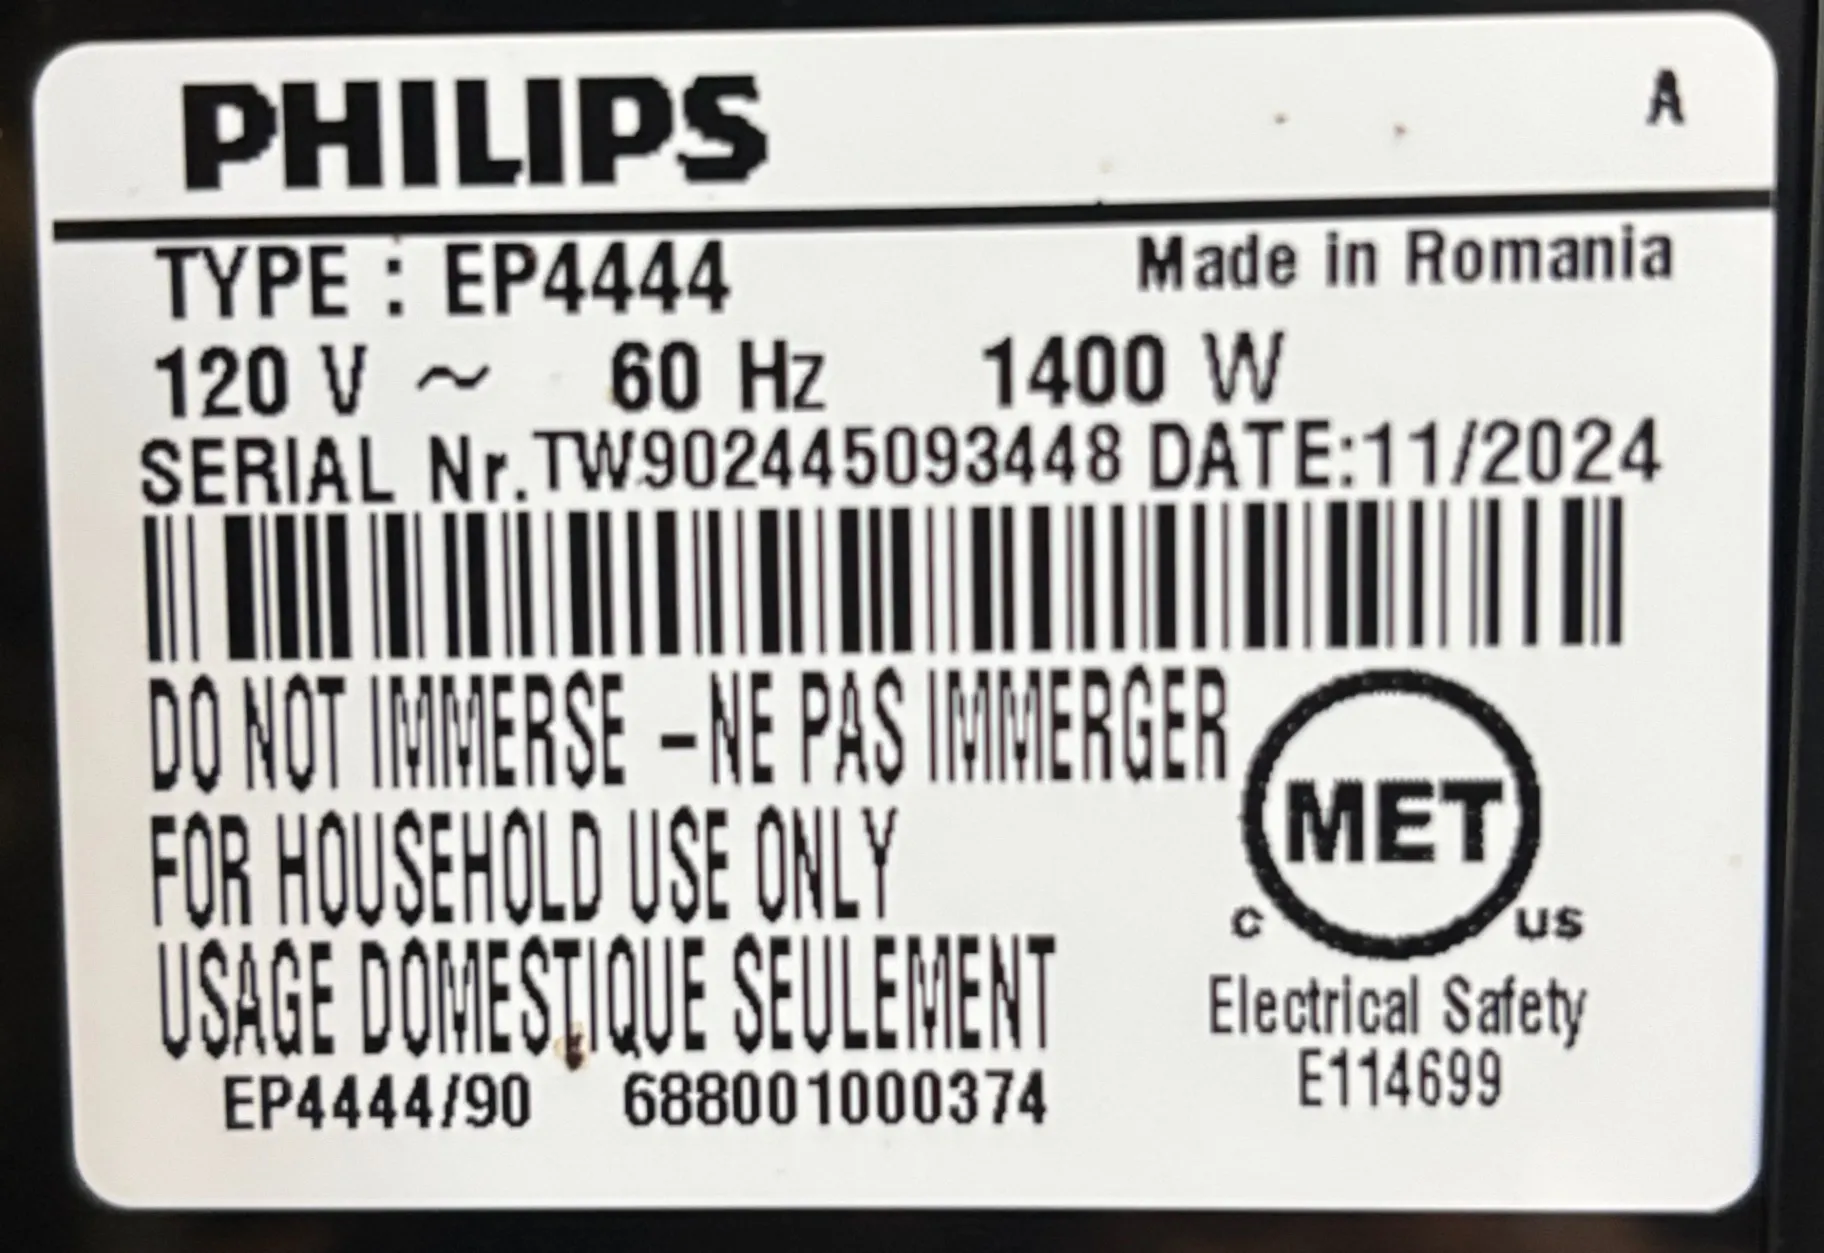 PHILIPS A
TYPE : EP4444 Made in Romania
120 V ~ 60 Hz 1400 W
SERIAL Nr.TW902445093448 DATE:11/2024
DO NOT IMMERSE -NE PAS IMMERGER
FOR HOUSEHOLD USE ONLY
USAGE DOMESTIQUE SEULEMENT
EP4444/90 688001000374
MET
c us
Electrical Safety
E114699